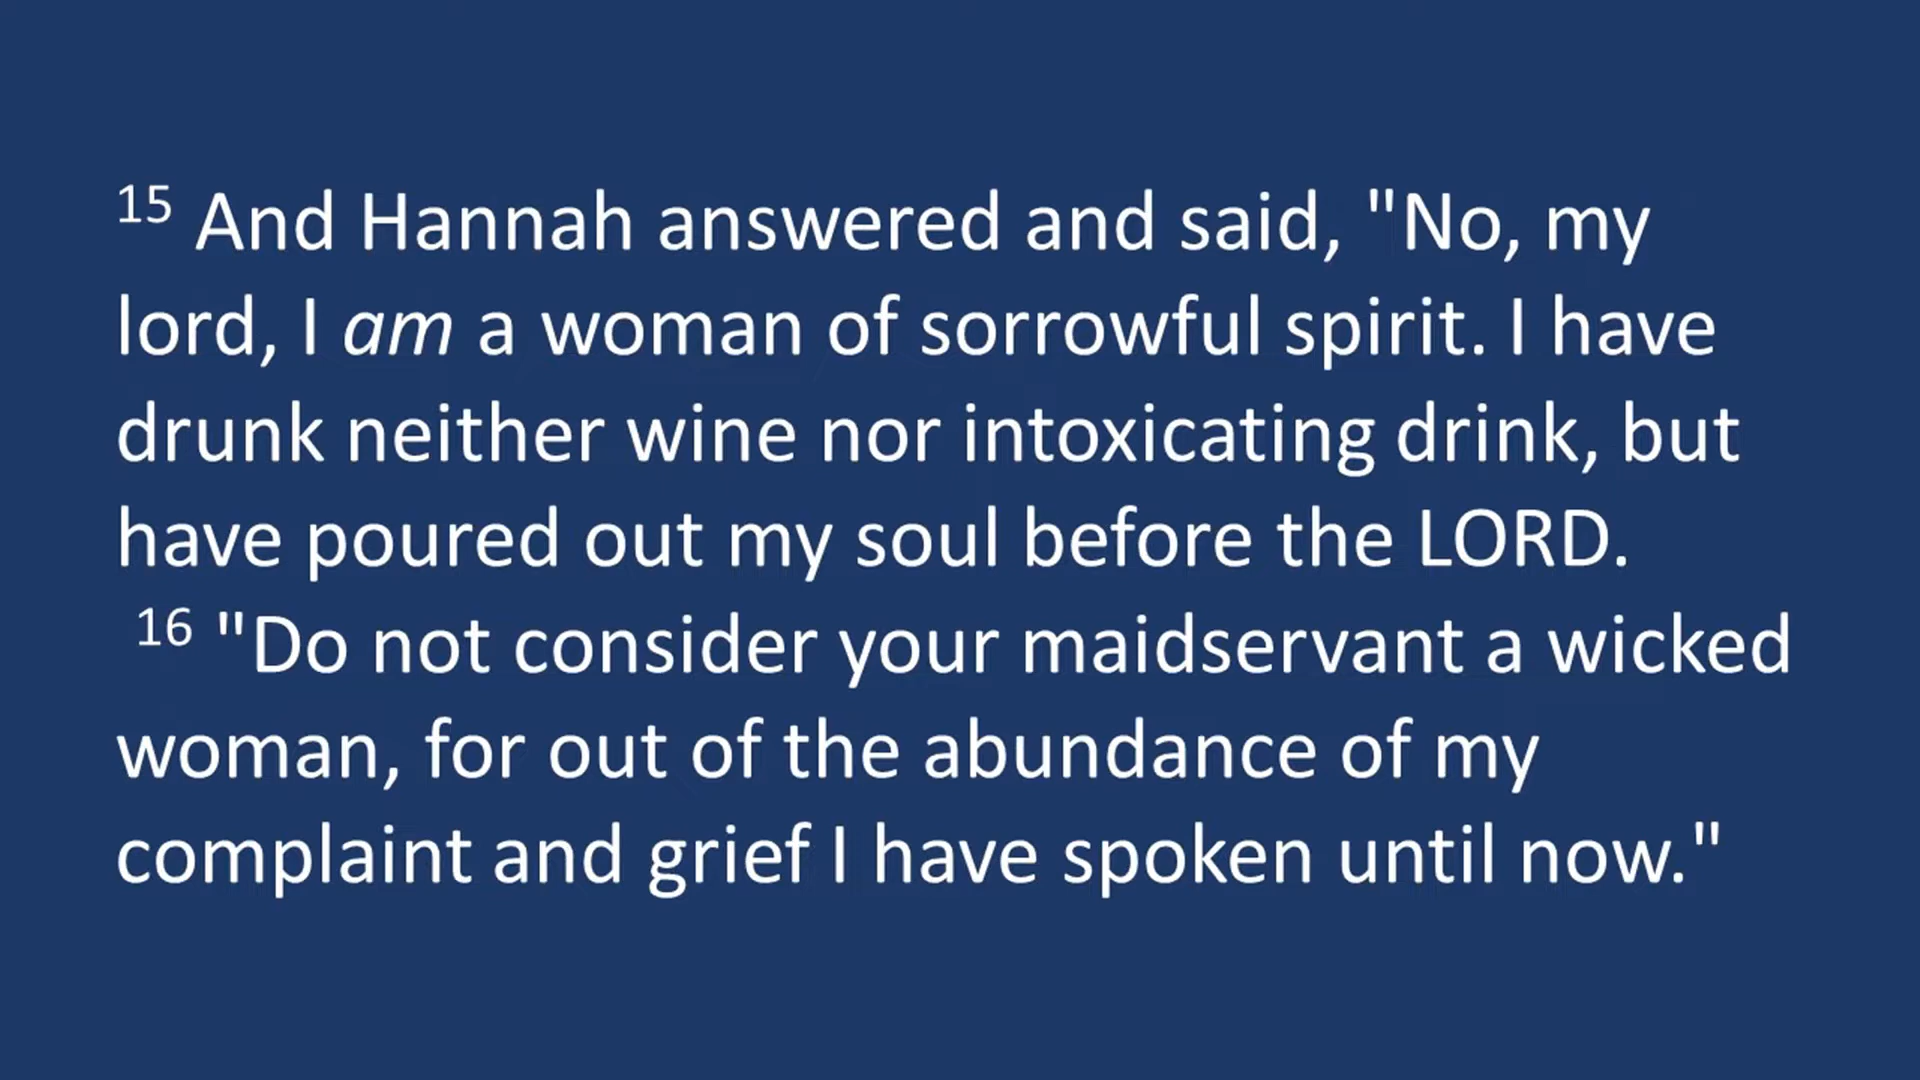 15 And Hannah answered and said, "No, my
lord, I am a woman of sorrowful spirit. I have
drunk neither wine nor intoxicating drink, but
have poured out my soul before the LORD.
16 "Do not consider your maidservant a wicked
woman, for out of the abundance of my
complaint and grief I have spoken until now."